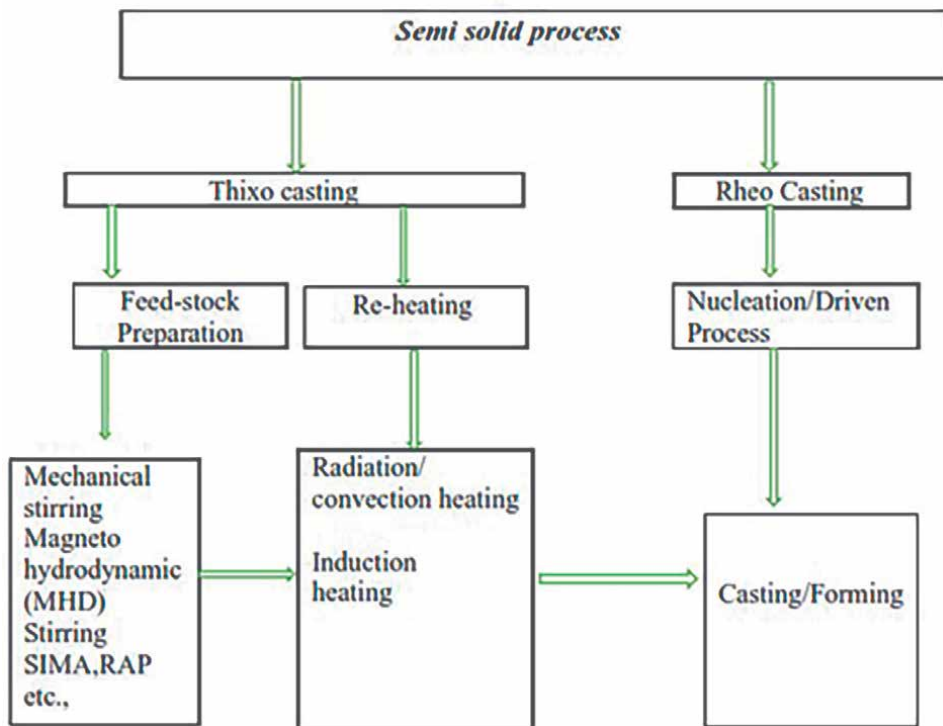 Semi solid process
Thixo casting
Rheo Casting
Feed-stock
Preparation
Re-heating
Nucleation/Driven
Process
Mechanical
stirring
Magneto
hydrodynamic
(MHD)
Stirring
SIMA,RAP
etc.,
Radiation/
convection heating
Induction
heating
Casting/Forming